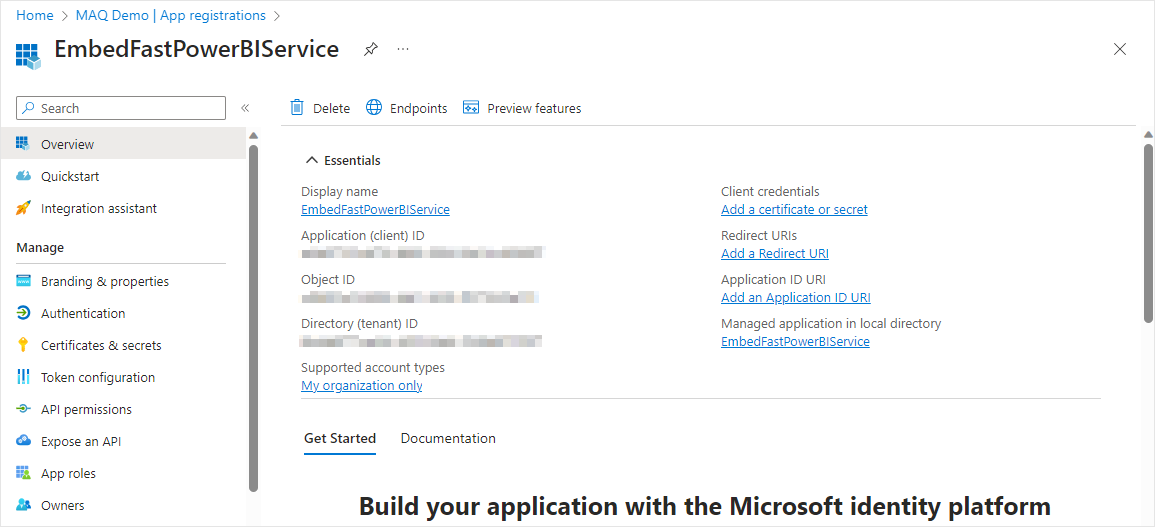 Home > MAQ Demo | App registrations >
EmbedFastPowerBIService
Search
Overview
Quickstart
Integration assistant
Manage
Branding & properties
Authentication
Certificates & secrets
Token configuration
API permissions
Expose an API
App roles
Owners
Delete Endpoints Preview features
Essentials
Display name
EmbedFastPowerBIService
Application (client) ID
Object ID
Directory (tenant) ID
Supported account types
My organization only
Client credentials
Add a certificate or secret
Redirect URIs
Add a Redirect URI
Application ID URI
Add an Application ID URI
Managed application in local directory
EmbedFastPowerBIService
Get Started Documentation
Build your application with the Microsoft identity platform